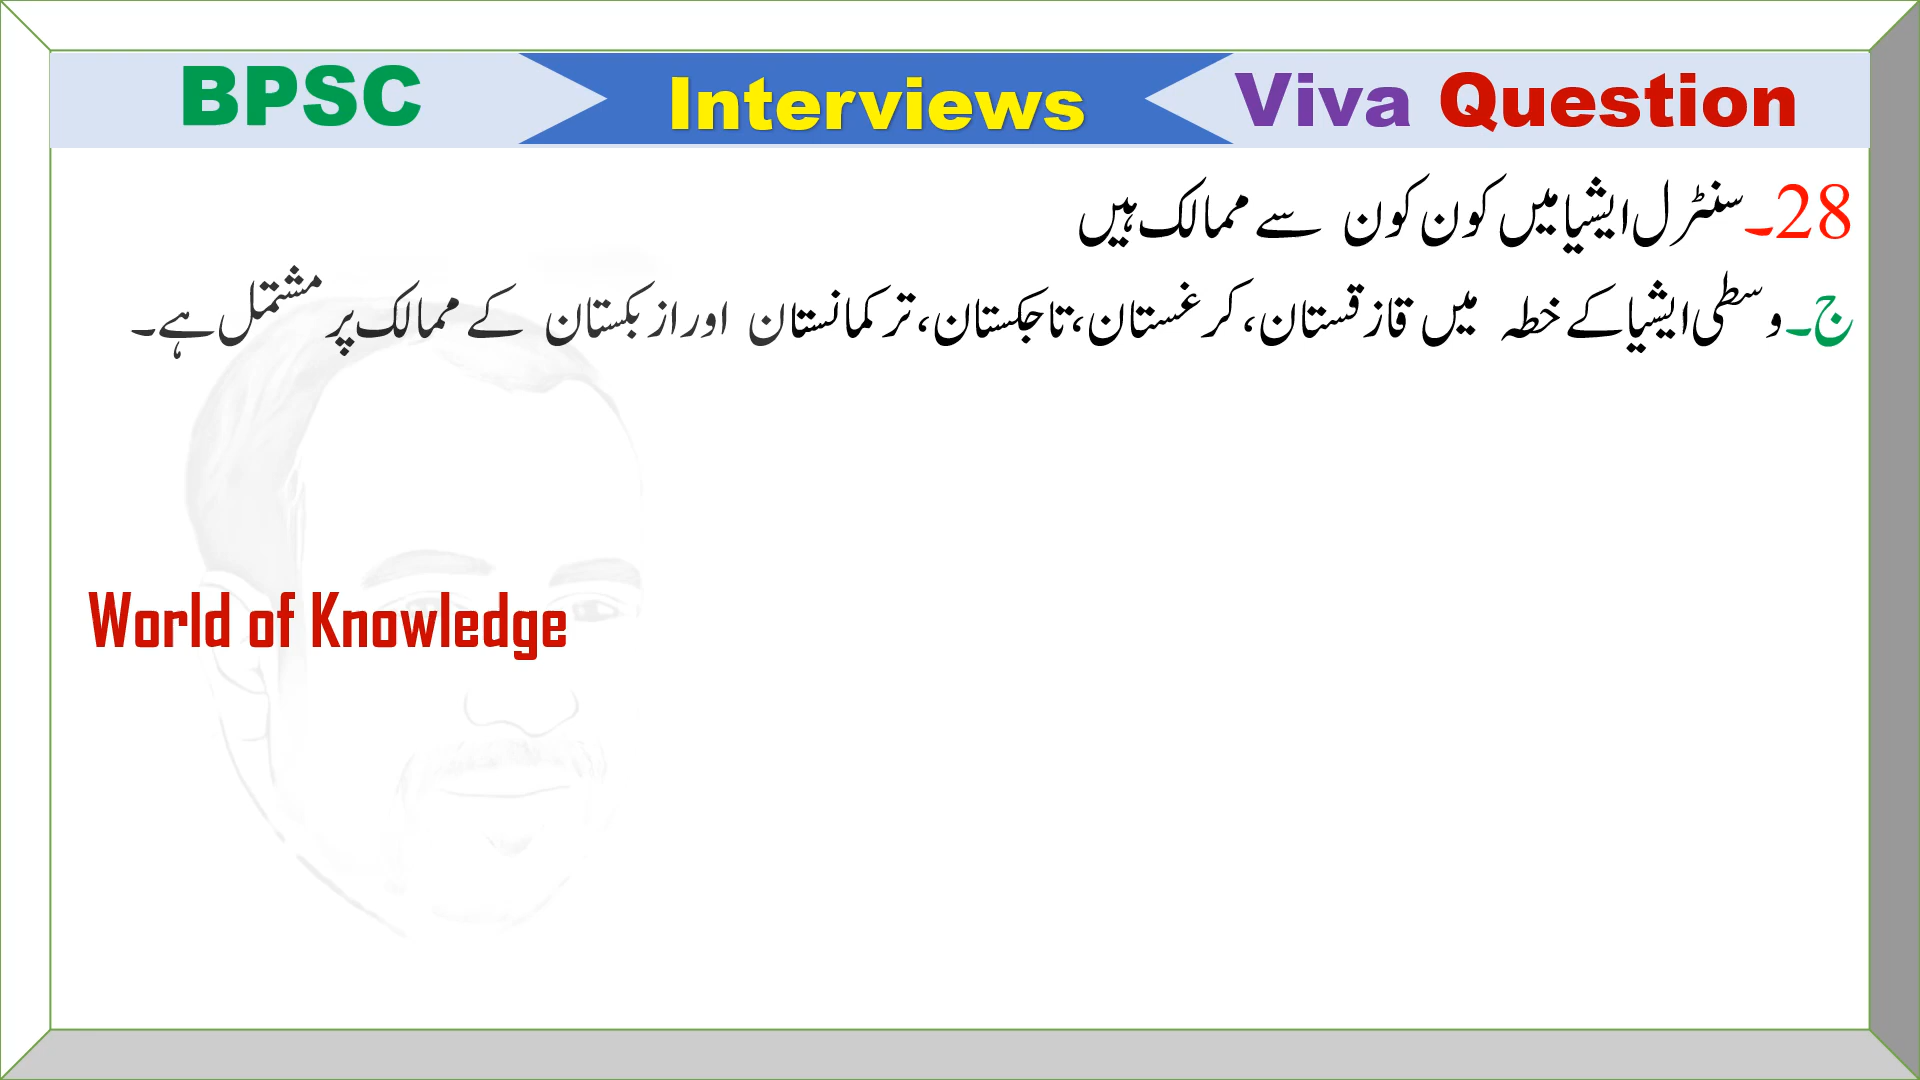 BPSC Interviews Viva Question
28۔سنٹرل ایشیا میں کون کون سے ممالک ہیں
ج۔وسطی ایشیا کے خطہ میں قازقستان، کرغستان، تاجکستان، ترکمانستان اور ازبکستان کے ممالک پر مشتمل ہے۔
World of Knowledge